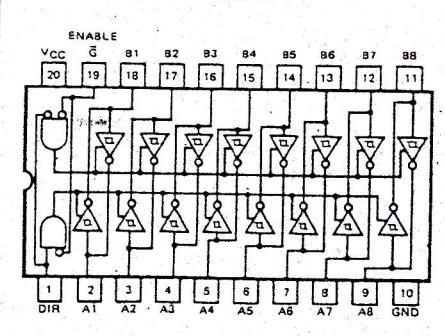 ENABLE
VCC G̅ B1 B2 B3 B4 B5 B6 B7 B8
20 19 18 17 16 15 14 13 12 11
1 2 3 4 5 6 7 8 9 10
DIR A1 A2 A3 A4 A5 A6 A7 A8 GND